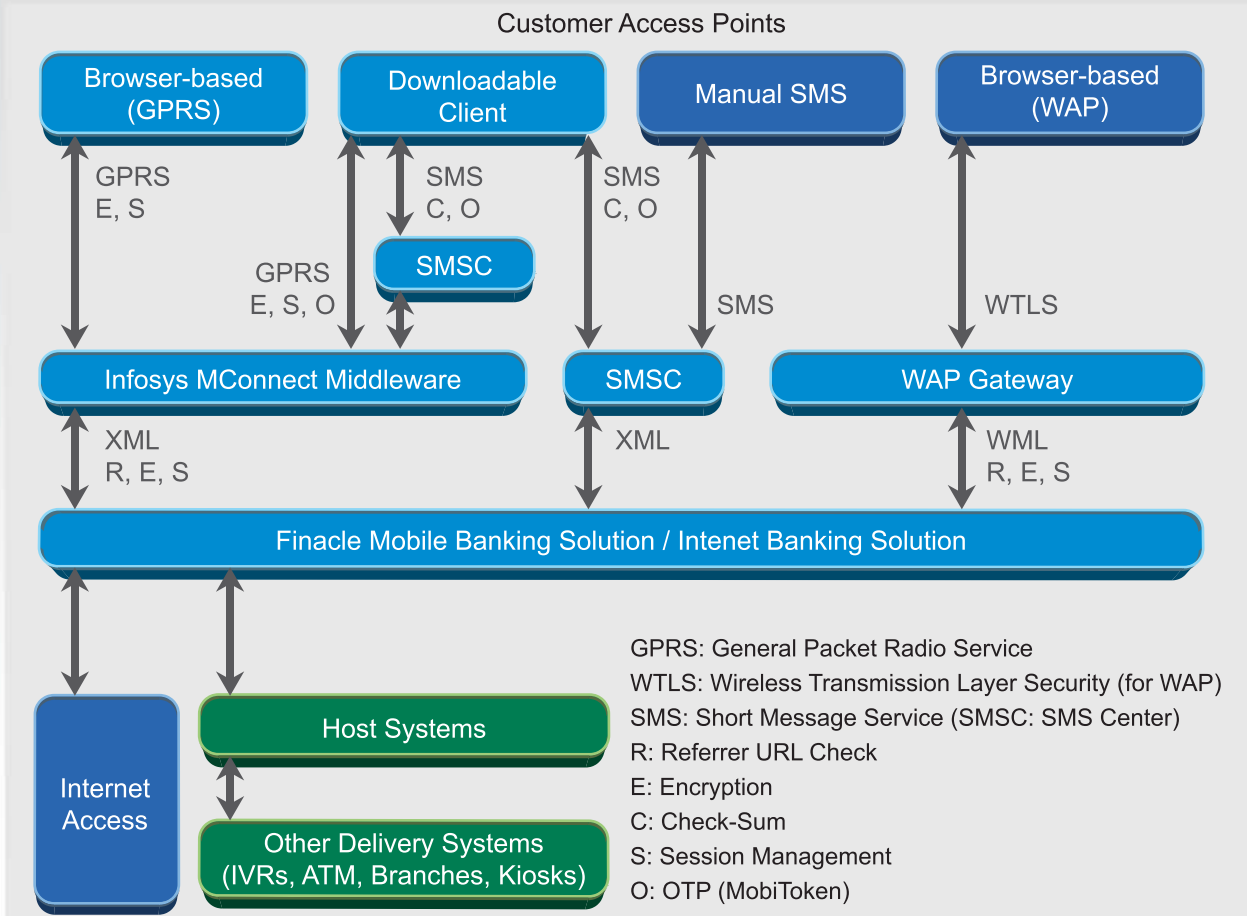 Customer Access Points
Browser-based
(GPRS)
Downloadable
Client
Manual SMS
Browser-based
(WAP)
GPRS
E, S
SMS
C, O
SMS
C, O
GPRS
E, S, O
SMSC
SMS
WTLS
Infosys MConnect Middleware
SMSC
WAP Gateway
XML
R, E, S
XML
WML
R, E, S
Finacle Mobile Banking Solution / Intenet Banking Solution
Internet
Access
Host Systems
Other Delivery Systems
(IVRs, ATM, Branches, Kiosks)
GPRS: General Packet Radio Service
WTLS: Wireless Transmission Layer Security (for WAP)
SMS: Short Message Service (SMSC: SMS Center)
R: Referrer URL Check
E: Encryption
C: Check-Sum
S: Session Management
O: OTP (MobiToken)